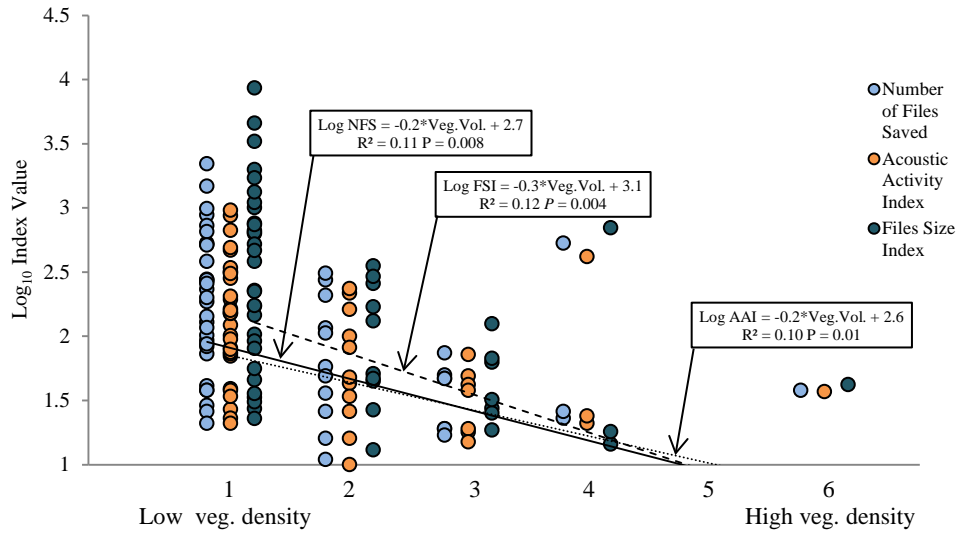 4.5
4
3.5
3
2.5
2
1.5
1
Log10 Index Value
Log NFS = -0.2*Veg.Vol. + 2.7
R² = 0.11 P = 0.008
Log FSI = -0.3*Veg.Vol. + 3.1
R² = 0.12 P = 0.004
Log AAI = -0.2*Veg.Vol. + 2.6
R² = 0.10 P = 0.01
Number
of Files
Saved
Acoustic
Activity
Index
Files Size
Index
1 2 3 4 5 6
Low veg. density
High veg. density